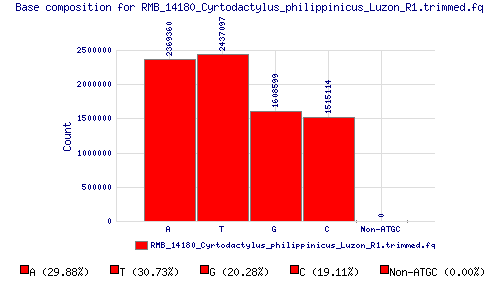 Base composition for RMB_14180_Cyrtodactylus_philippinicus_Luzon_R1.trimmed.fq
2369360
2437097
1608599
1515114
0
2500000
2000000
1500000
1000000
500000
0
Count
A T G C Non-ATGC
RMB_14180_Cyrtodactylus_philippinicus_Luzon_R1.trimmed.fq
A (29.88%) T (30.73%) G (20.28%) C (19.11%) Non-ATGC (0.00%)